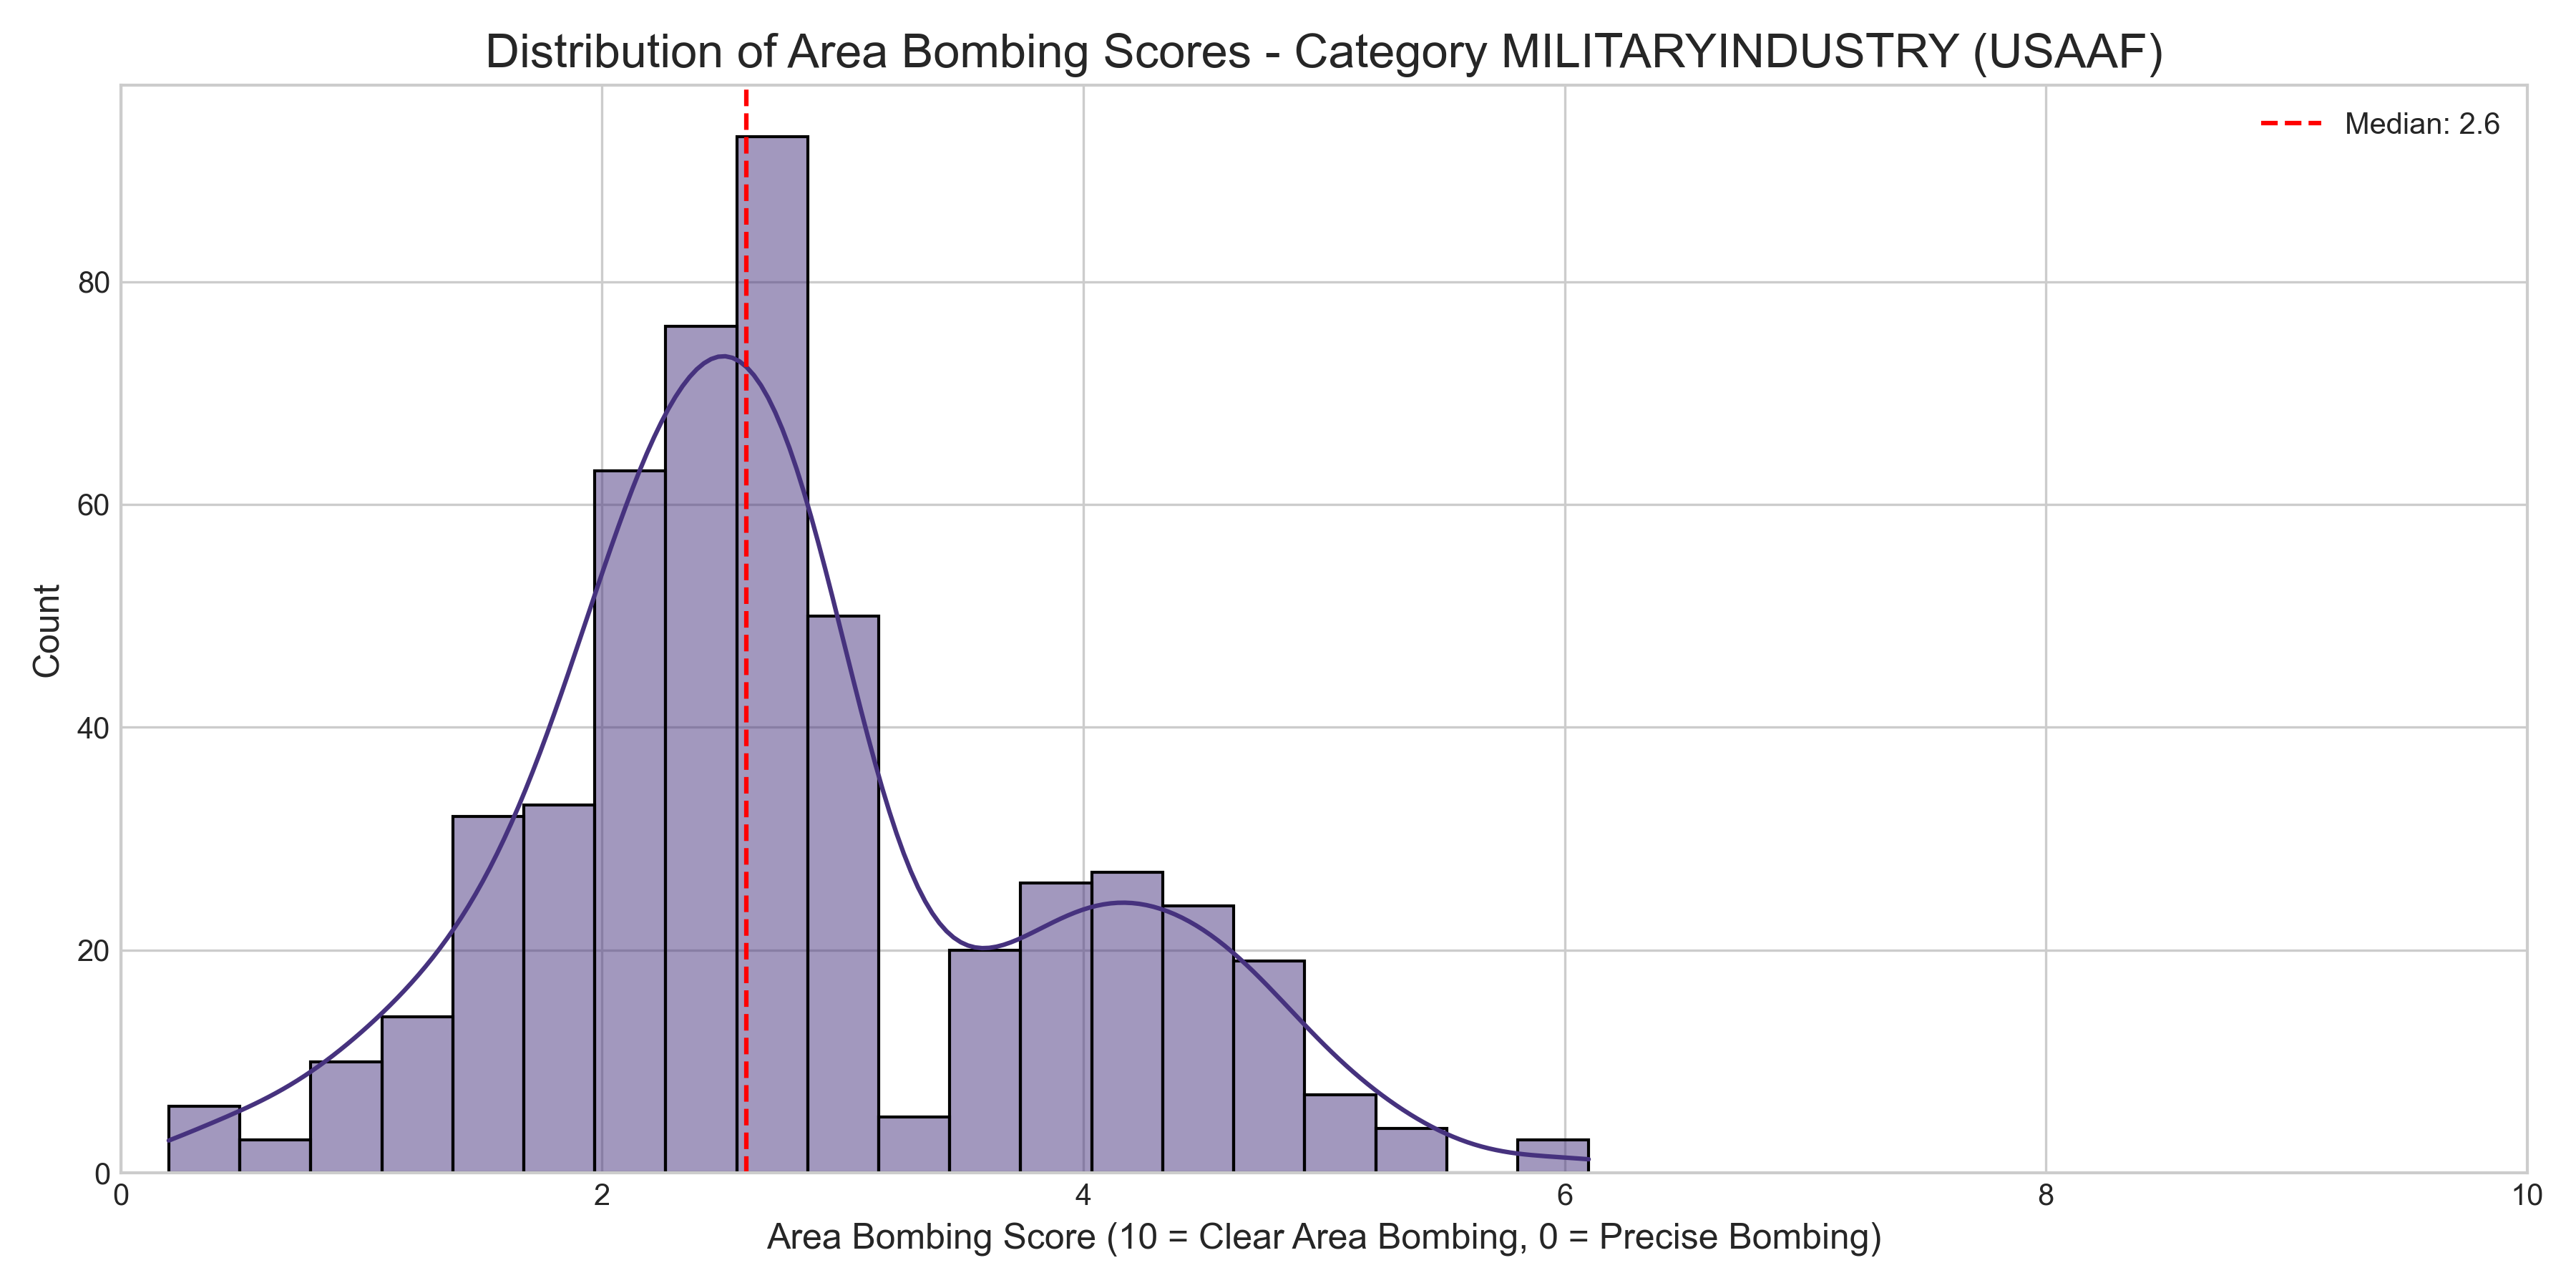 Distribution of Area Bombing Scores - Category MILITARYINDUSTRY (USAAF)
Median: 2.6
80
60
40
20
0
Count
0 2 4 6 8 10
Area Bombing Score (10 = Clear Area Bombing, 0 = Precise Bombing)